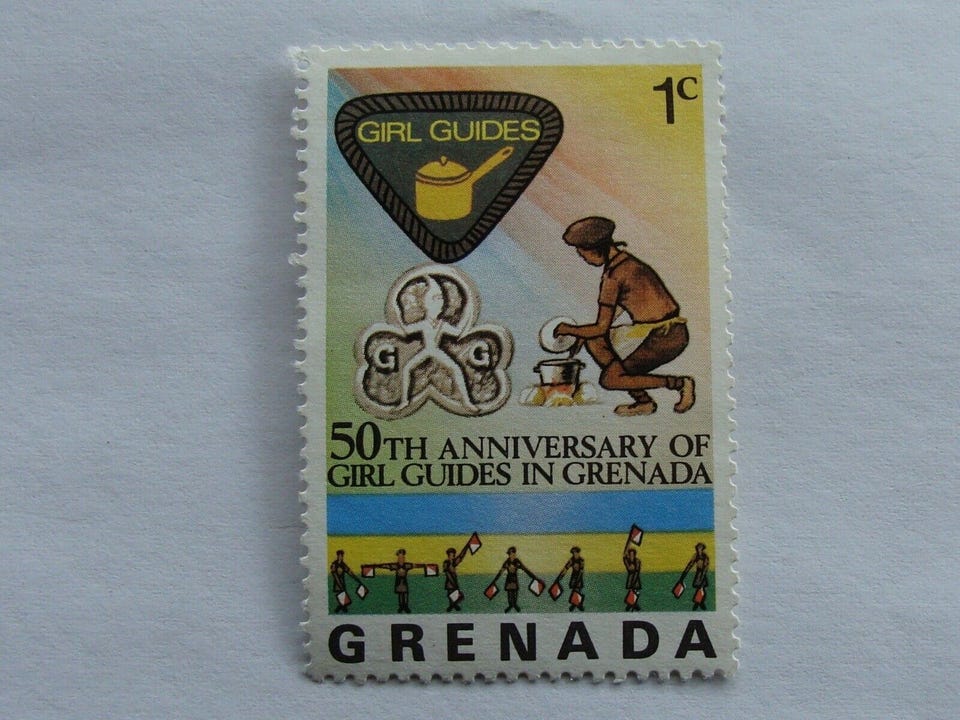 1c
GIRL GUIDES
G G
50TH ANNIVERSARY OF
GIRL GUIDES IN GRENADA
GRENADA